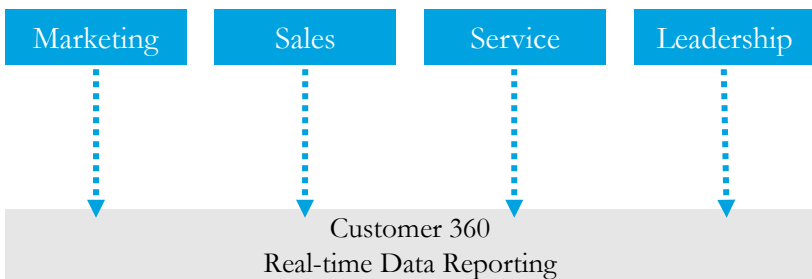 Marketing
Sales
Service
Leadership
Customer 360
Real-time Data Reporting